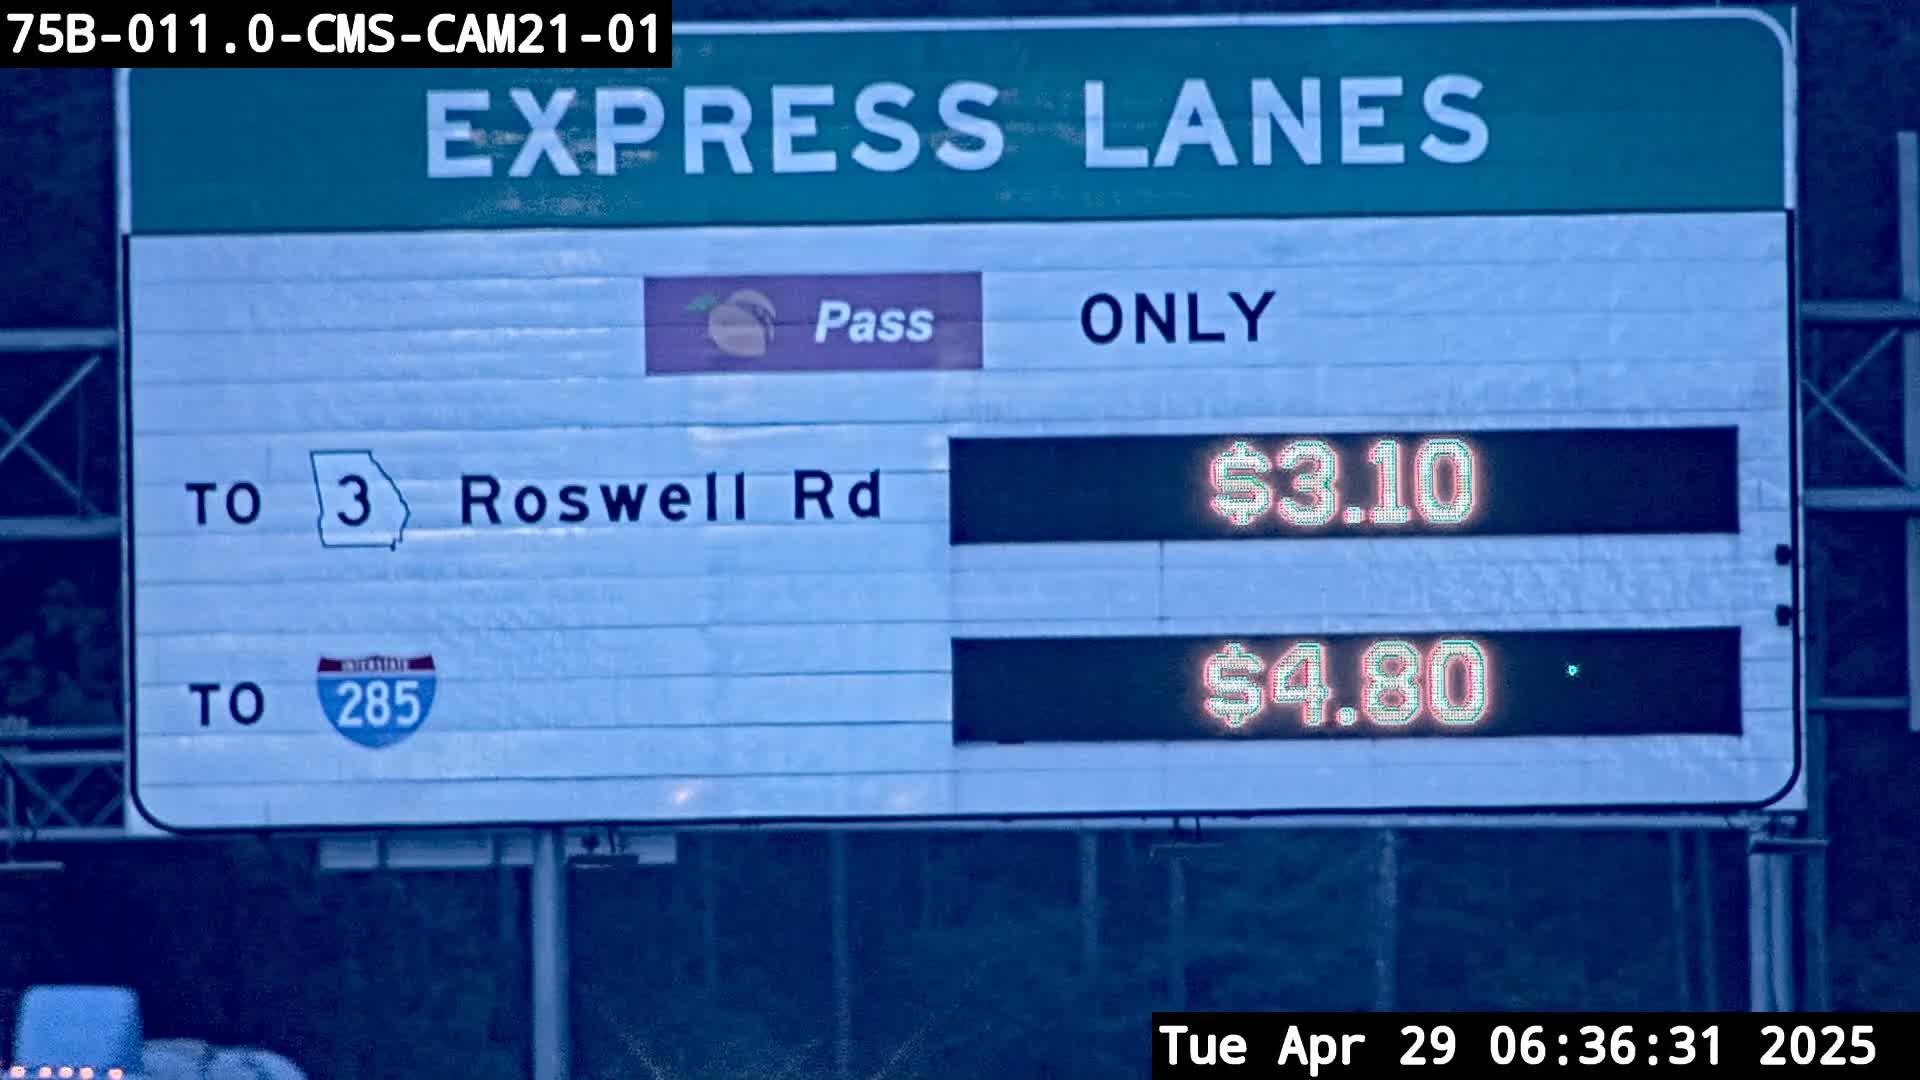 75B-011.0-CMS-CAM21-01
EXPRESS LANES
Pass ONLY
TO 3 Roswell Rd $3.10
TO INTERSTATE 285 $4.80
Tue Apr 29 06:36:31 2025